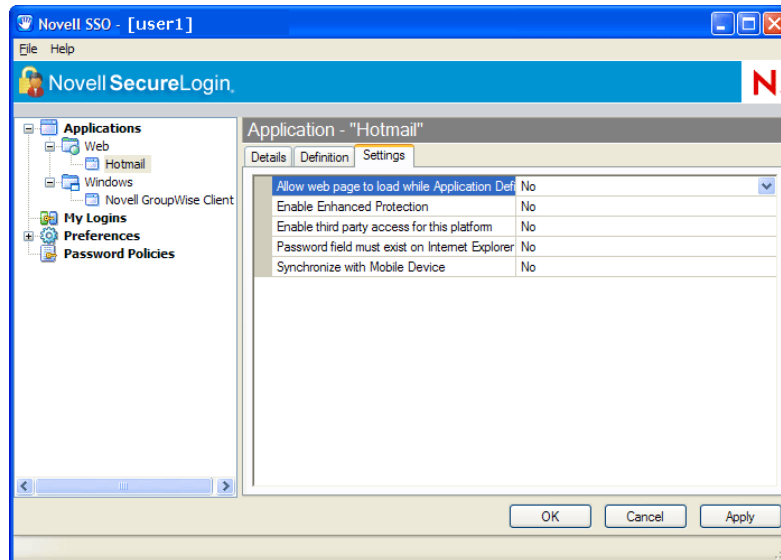 Novell SSO - [user1]
File Help
Novell SecureLogin.
N.
Applications
Web
Hotmail
Windows
Novell GroupWise Client
My Logins
Preferences
Password Policies
Application - "Hotmail"
Details Definition Settings
Allow web page to load while Application Defi No
Enable Enhanced Protection No
Enable third party access for this platform No
Password field must exist on Internet Explorer No
Synchronize with Mobile Device No
OK Cancel Apply